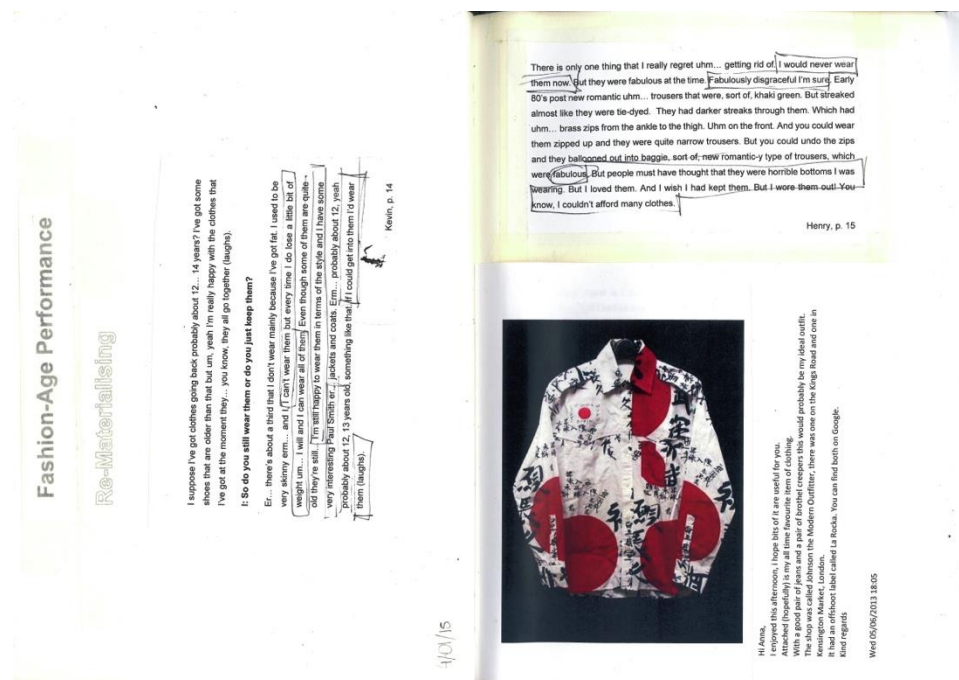 Fashion-Age Performance
Re-Materialising
I suppose I've got clothes going back probably about 12… 14 years? I've got some
shoes that are older than that but um, yeah I'm really happy with the clothes that
I've got at the moment they… you know, they all go together (laughs).
I: So do you still wear them or do you just keep them?
Er… there's about a third that I don't wear mainly because I've got fat. I used to be
very skinny erm… and I, I can't wear them but every time I do lose a little bit of
weight um… I will and I can wear all of them. Even though some of them are quite
old they're still… I'm still happy to wear them in terms of the style and I have some
very interesting Paul Smith er… jackets and coats. Erm… probably about 12, yeah
probably about 12, 13 years old, something like that. If I could get into them I'd wear
them (laughs).
Kevin, p. 14
4/01/15
There is only one thing that I really regret uhm… getting rid of. I would never wear
them now. But they were fabulous at the time. Fabulously disgraceful I'm sure. Early
80's post new romantic uhm… trousers that were, sort of, khaki green. But streaked
almost like they were tie-dyed. They had darker streaks through them. Which had
uhm… brass zips from the ankle to the thigh. Uhm on the front. And you could wear
them zipped up and they were quite narrow trousers. But you could undo the zips
and they ballooned out into baggie, sort of, new romantic-y type of trousers, which
were fabulous. But people must have thought that they were horrible bottoms I was
wearing. But I loved them. And I wish I had kept them. But I wore them out! You
know, I couldn't afford many clothes.
Henry, p. 15
Hi Anna,
I enjoyed this afternoon, I hope bits of it are useful for you.
Attached (hopefully) is my all time favourite item of clothing.
With a good pair of jeans and a pair of brothel creepers this would probably be my ideal outfit.
The shop was called Johnson the Modern Outfitter, there was one on the Kings Road and one in
Kensington Market, London.
It had an offshoot label called La Rocka. You can find both on Google.
Kind regards
Wed 05/06/2013 18:05